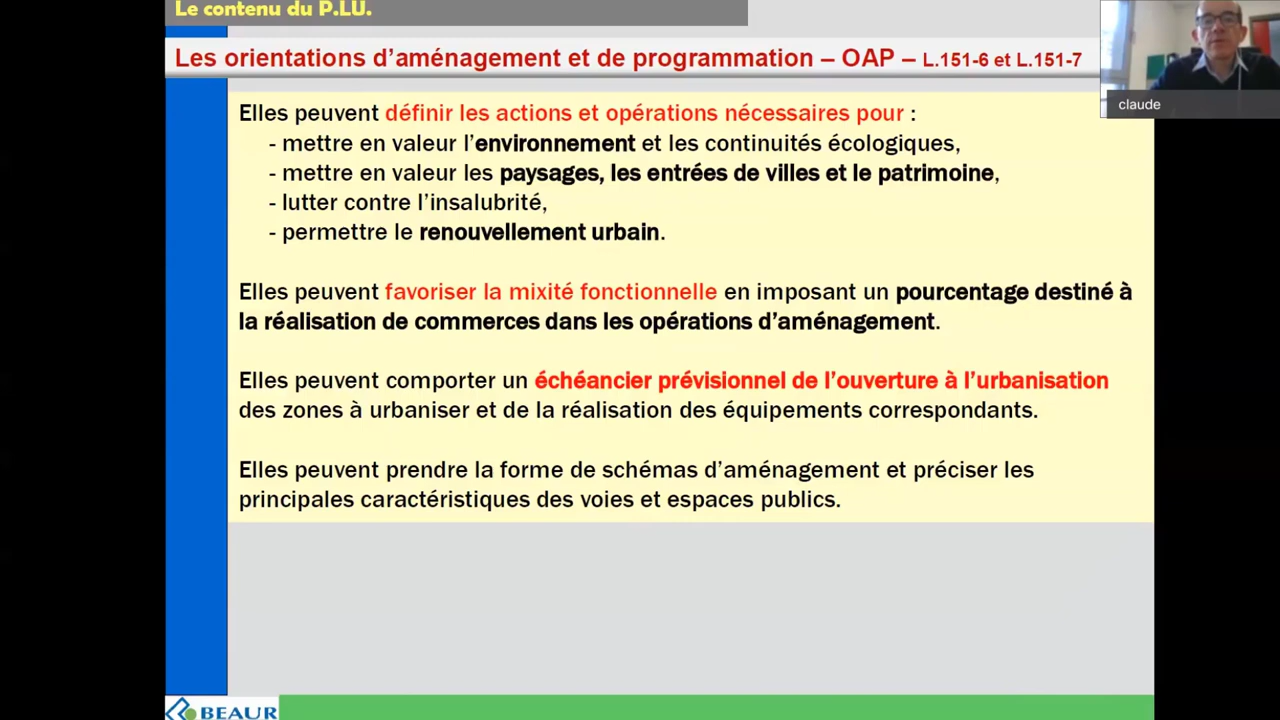 Le contenu du P.LU.
Les orientations d’aménagement et de programmation – OAP – L.151-6 et L.151-7
claude
Elles peuvent définir les actions et opérations nécessaires pour :
- mettre en valeur l’environnement et les continuités écologiques,
- mettre en valeur les paysages, les entrées de villes et le patrimoine,
- lutter contre l’insalubrité,
- permettre le renouvellement urbain.
Elles peuvent favoriser la mixité fonctionnelle en imposant un pourcentage destiné à
la réalisation de commerces dans les opérations d’aménagement.
Elles peuvent comporter un échéancier prévisionnel de l’ouverture à l’urbanisation
des zones à urbaniser et de la réalisation des équipements correspondants.
Elles peuvent prendre la forme de schémas d’aménagement et préciser les
principales caractéristiques des voies et espaces publics.
BEAUR